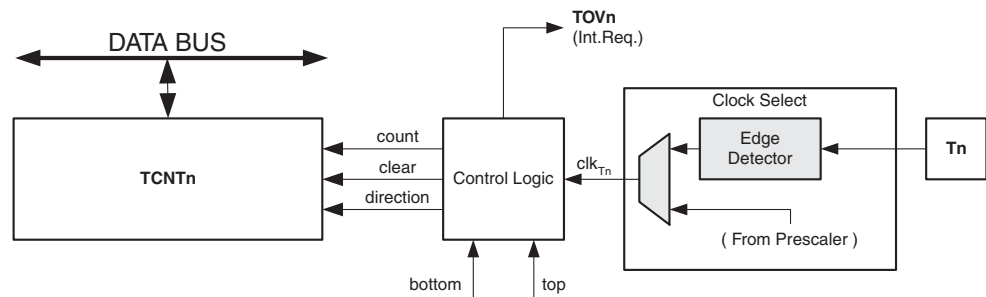 TOVn
(Int.Req.)
DATA BUS
Clock Select
count
Edge
Detector
Tn
TCNTn
clear
Control Logic
clkTn
direction
( From Prescaler )
bottom
top